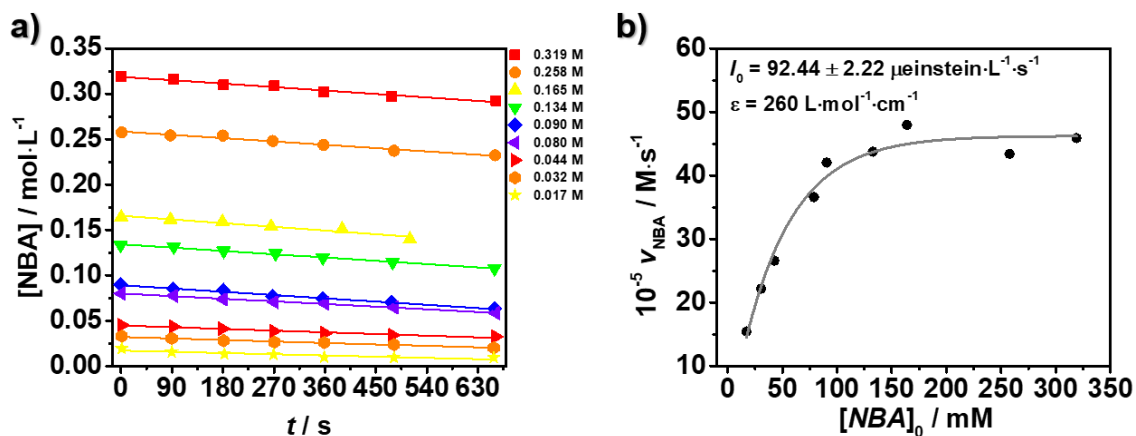 a)
[NBA] / mol·L⁻¹
0.35
0.30
0.25
0.20
0.15
0.10
0.05
0.00
0 90 180 270 360 450 540 630
t / s
0.319 M
0.258 M
0.165 M
0.134 M
0.090 M
0.080 M
0.044 M
0.032 M
0.017 M
b)
10⁻⁵ v_NBA / M·s⁻¹
60
50
40
30
20
10
I₀ = 92.44 ± 2.22 μeinstein·L⁻¹·s⁻¹
ε = 260 L·mol⁻¹·cm⁻¹
0 50 100 150 200 250 300 350
[NBA]₀ / mM